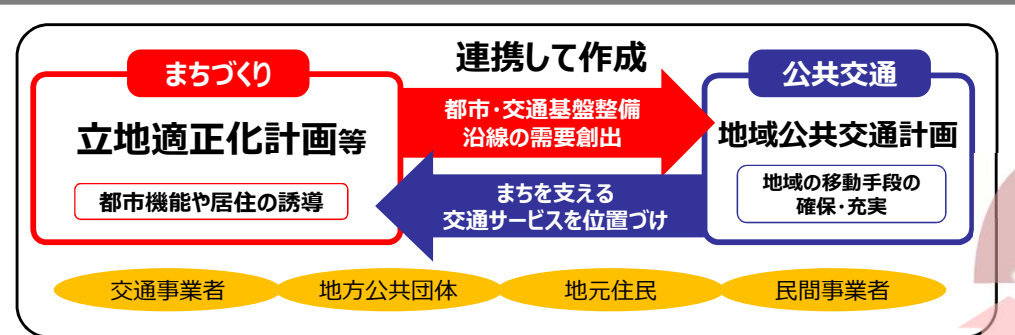 連携して作成
まちづくり
立地適正化計画等
都市機能や居住の誘導
都市・交通基盤整備
沿線の需要創出
まちを支える
交通サービスを位置づけ
公共交通
地域公共交通計画
地域の移動手段の
確保・充実
交通事業者
地方公共団体
地元住民
民間事業者